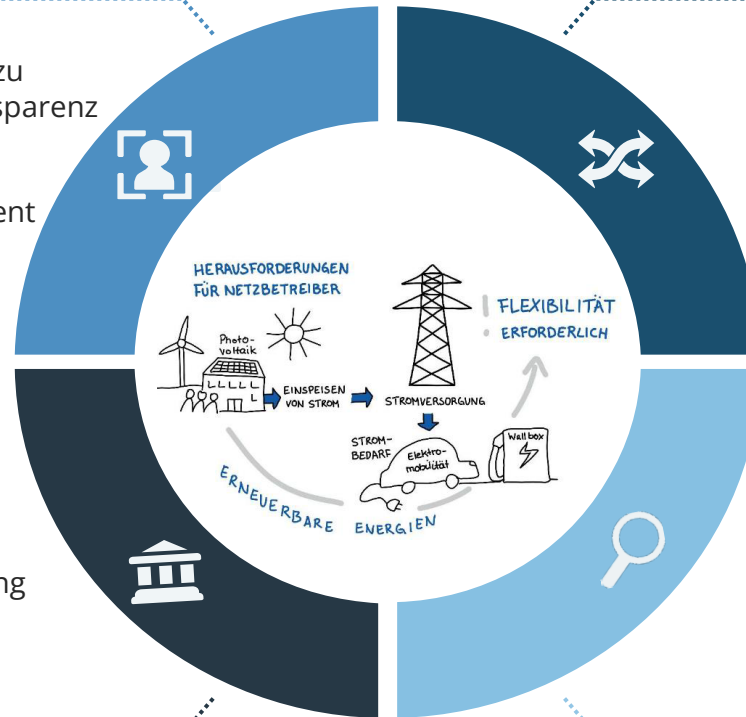 zu
sparenz
ent
HERAUSFORDERUNGEN
FÜR NETZBETREIBER
! FLEXIBILITÄT
ERFORDERLICH
Photo-
voltaik
EINSPEISEN
VON STROM
STROMVERSORGUNG
STROM-
BEDARF
Elektro-
mobilität
Wallbox
ERNEUERBARE ENERGIEN
ng